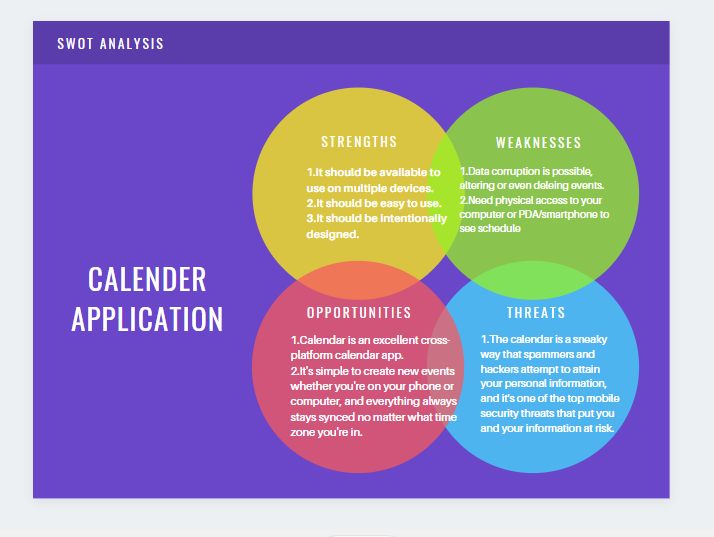 SWOT ANALYSIS
CALENDER
APPLICATION
STRENGTHS
1.It should be available to
use on multiple devices.
2.It should be easy to use.
3.It should be intentionally
designed.
WEAKNESSES
1.Data corruption is possible,
altering or even deleing events.
2.Need physical access to your
computer or PDA/smartphone to
see schedule
OPPORTUNITIES
1.Calendar is an excellent cross-
platform calendar app.
2.It's simple to create new events
whether you're on your phone or
computer, and everything always
stays synced no matter what time
zone you're in.
THREATS
1.The calendar is a sneaky
way that spammers and
hackers attempt to attain
your personal information,
and it's one of the top mobile
security threats that put you
and your information at risk.